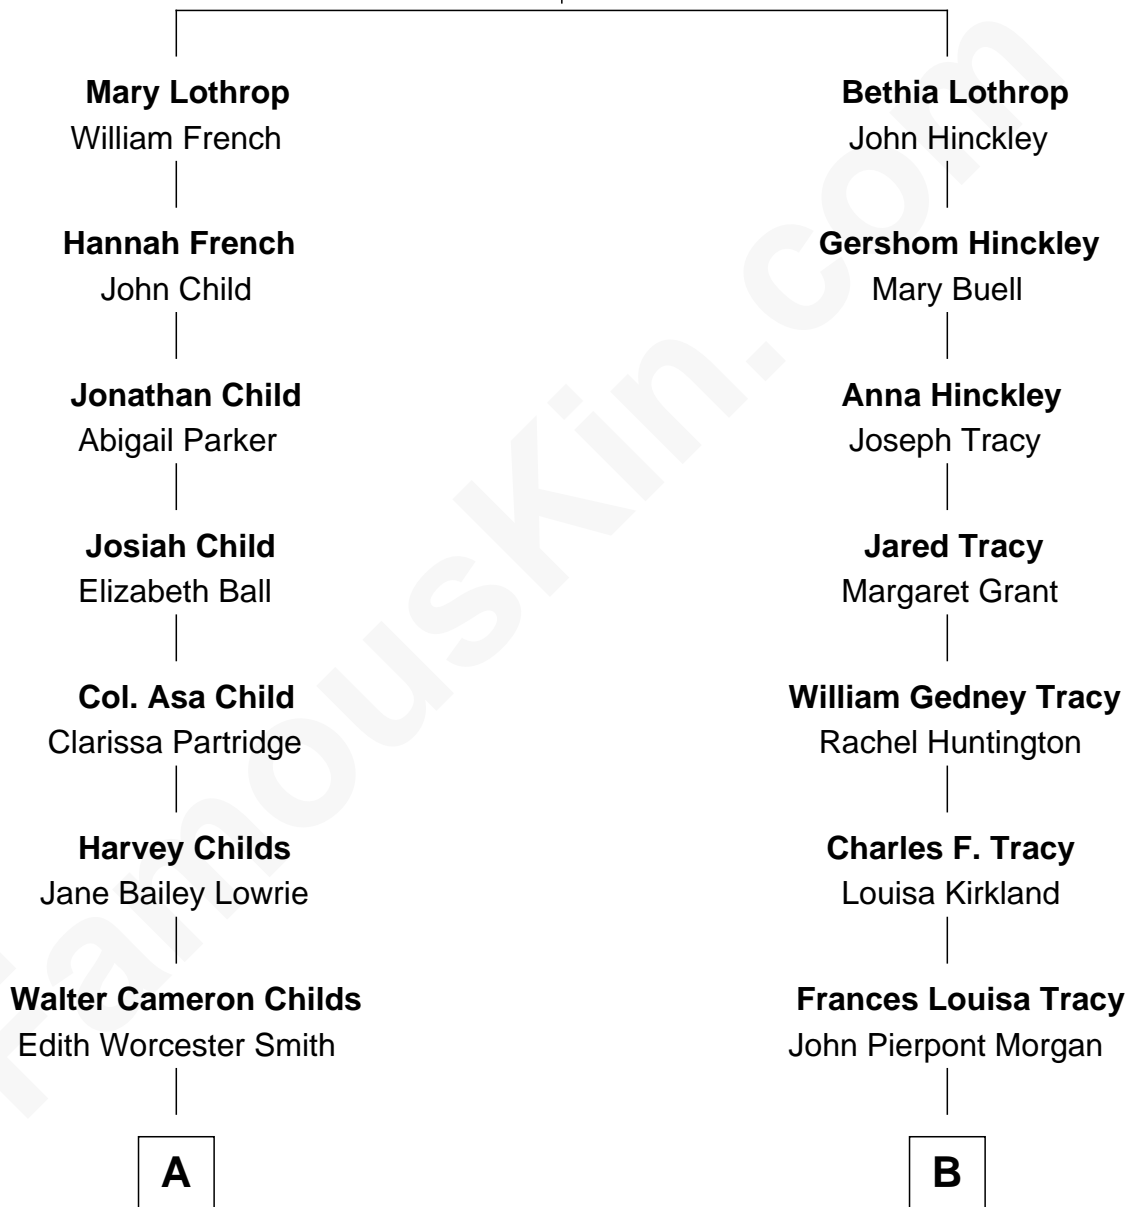 Mary Lothrop
William French
Hannah French
John Child
Jonathan Child
Abigail Parker
Josiah Child
Elizabeth Ball
Col. Asa Child
Clarissa Partridge
Harvey Childs
Jane Bailey Lowrie
Walter Cameron Childs
Edith Worcester Smith
A
Bethia Lothrop
John Hinckley
Gershom Hinckley
Mary Buell
Anna Hinckley
Joseph Tracy
Jared Tracy
Margaret Grant
William Gedney Tracy
Rachel Huntington
Charles F. Tracy
Louisa Kirkland
Frances Louisa Tracy
John Pierpont Morgan
B
FamousKin.com